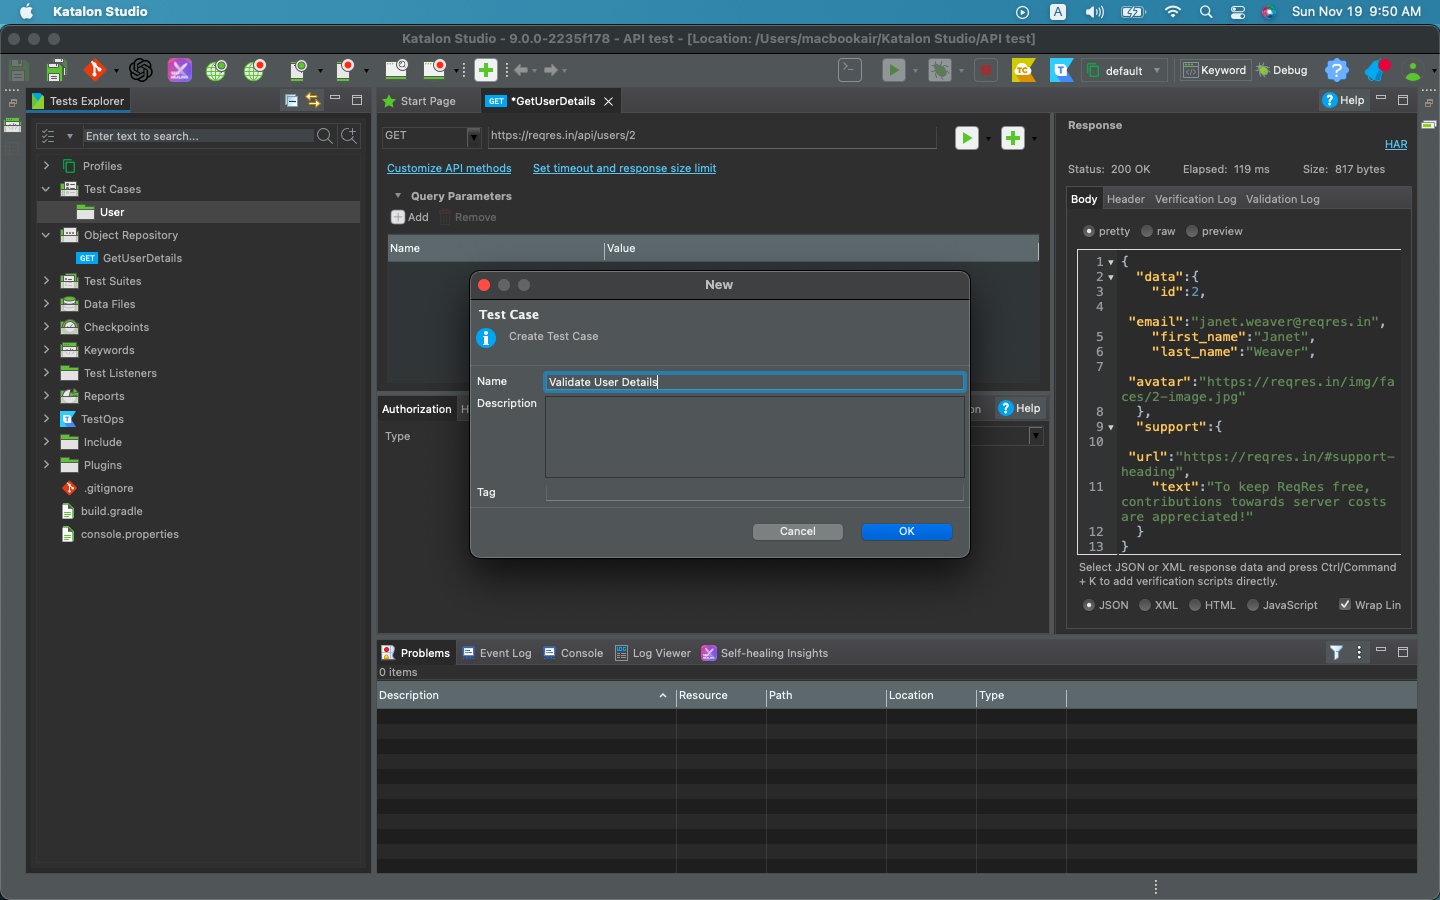 Katalon Studio
A
Sun Nov 19 9:50 AM
Katalon Studio - 9.0.0-2235f178 - API test - [Location: /Users/macbookair/Katalon Studio/API test]
TC
T
default
Keyword
Debug
Tests Explorer
Enter text to search...
Profiles
Test Cases
User
Object Repository
GET GetUserDetails
Test Suites
Data Files
Checkpoints
Keywords
Test Listeners
Reports
TestOps
Include
Plugins
.gitignore
build.gradle
console.properties
Start Page
GET *GetUserDetails
Help
GET
https://reqres.in/api/users/2
Customize API methods
Set timeout and response size limit
Query Parameters
Add
Remove
Name
Value
New
Test Case
Create Test Case
Name
Validate User Details
Description
Tag
Cancel
OK
Authorization
H
on
Help
Type
Response
HAR
Status: 200 OK
Elapsed: 119 ms
Size: 817 bytes
Body
Header
Verification Log
Validation Log
pretty
raw
preview
1 {
2 "data":{
3 "id":2,
4
"email":"janet.weaver@reqres.in",
5 "first_name":"Janet",
6 "last_name":"Weaver",
7
"avatar":"https://reqres.in/img/fa
ces/2-image.jpg"
8 },
9 "support":{
10
"url":"https://reqres.in/#support-
heading",
11 "text":"To keep ReqRes free,
contributions towards server costs
are appreciated!"
12 }
13 }
Select JSON or XML response data and press Ctrl/Command
+ K to add verification scripts directly.
JSON
XML
HTML
JavaScript
Wrap Lin
Problems
Event Log
Console
Log Viewer
Self-healing Insights
0 items
Description
Resource
Path
Location
Type